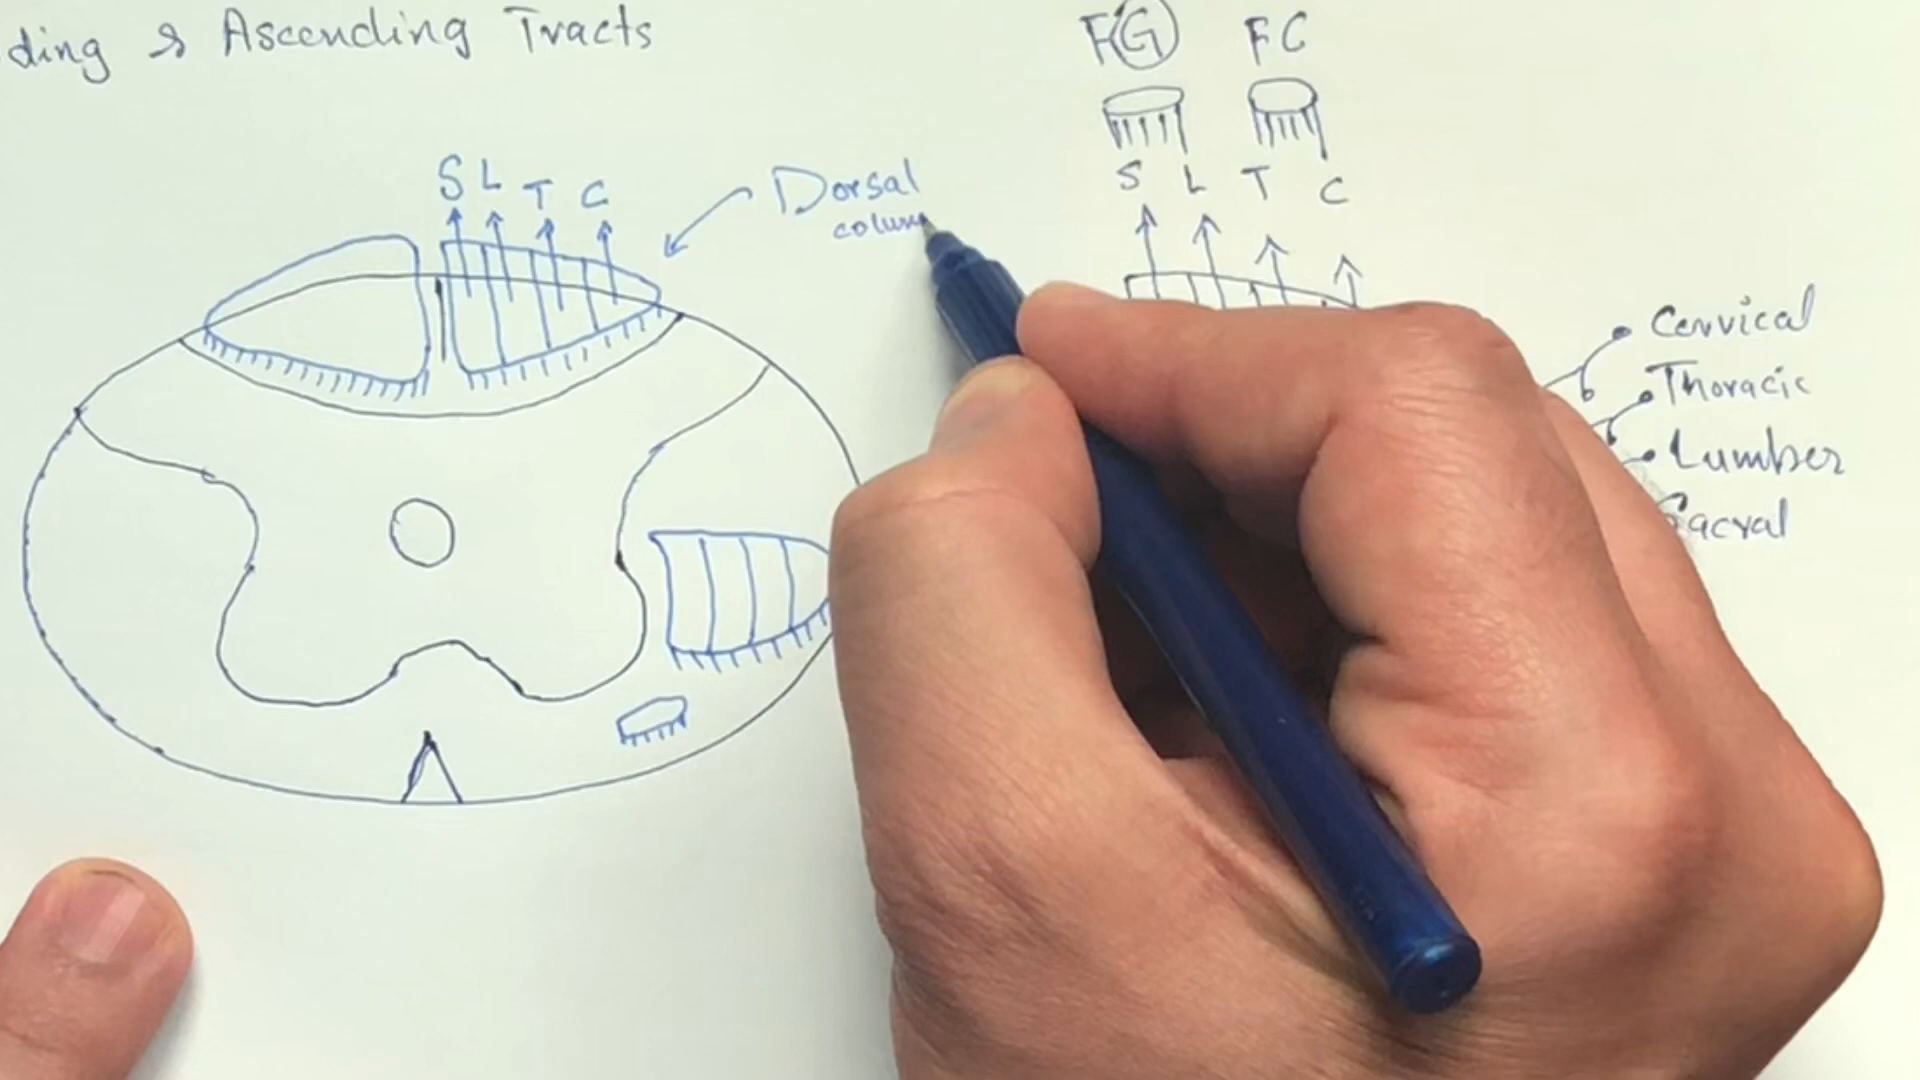 ding & Ascending Tracts
FG FC
S L T C
S L T C
Dorsal
colum
Cervical
Thoracic
Lumber
Sacral